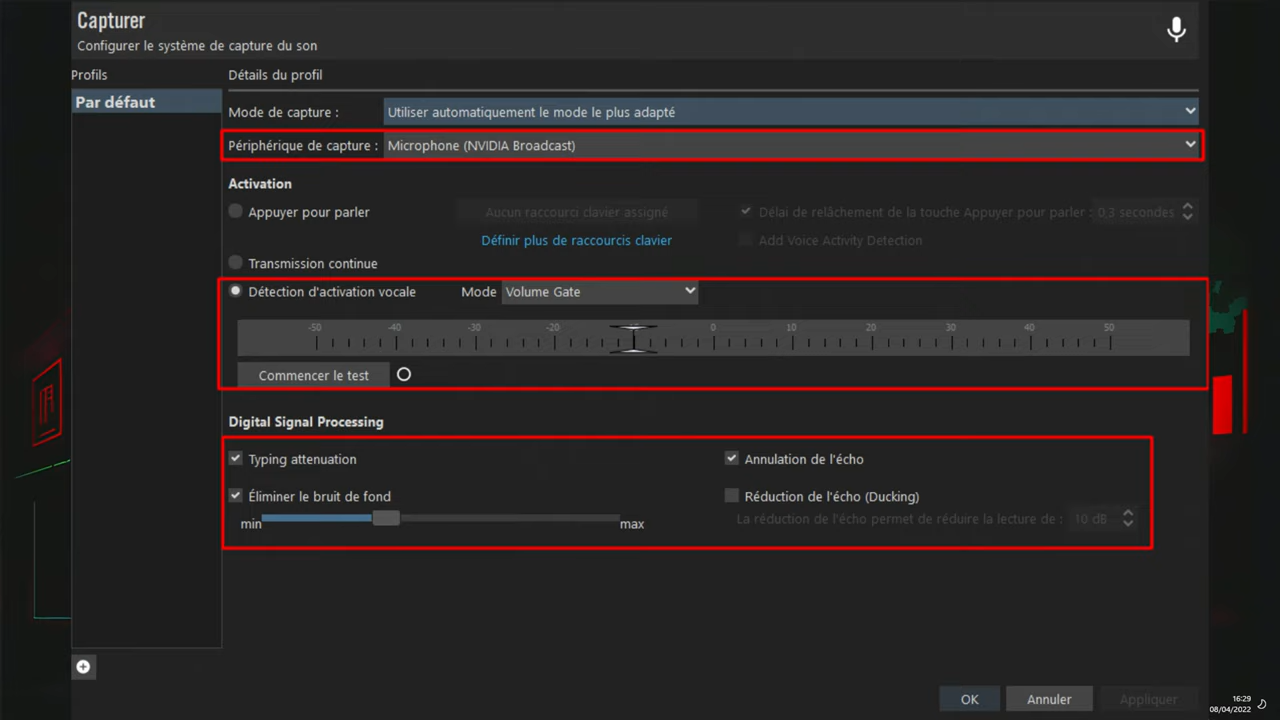 Capturer
Configurer le système de capture du son
Profils
Détails du profil
Par défaut
Mode de capture :
Utiliser automatiquement le mode le plus adapté
Périphérique de capture :
Microphone (NVIDIA Broadcast)
Activation
Appuyer pour parler
Aucun raccourci clavier assigné
Délai de relâchement de la touche Appuyer pour parler :
0,3 secondes
Définir plus de raccourcis clavier
Add Voice Activity Detection
Transmission continue
Détection d'activation vocale
Mode
Volume Gate
-50 -40 -30 -20 0 10 20 30 40 50
Commencer le test
Digital Signal Processing
Typing attenuation
Annulation de l'écho
Éliminer le bruit de fond
Réduction de l'écho (Ducking)
min
max
La réduction de l'écho permet de réduire la lecture de :
10 dB
OK
Annuler
Appliquer
16:29
08/04/2022